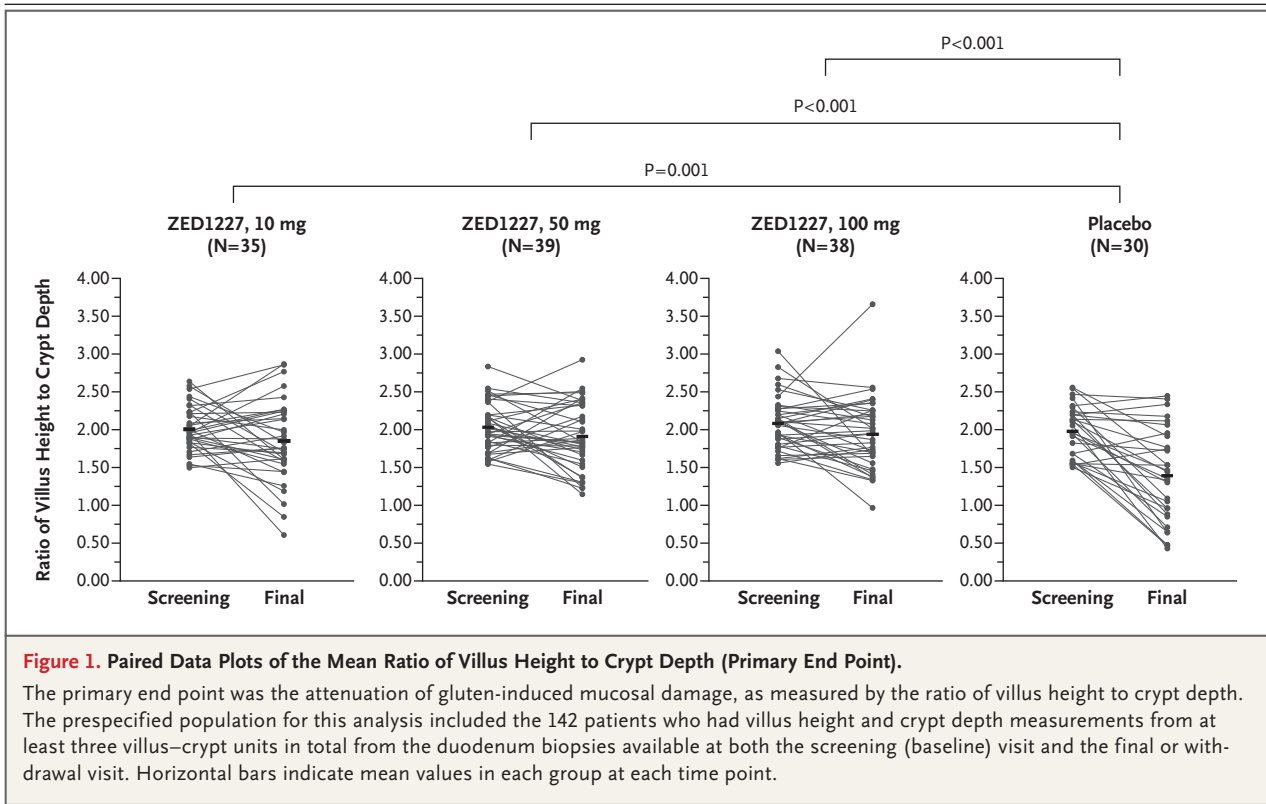 P<0.001
P<0.001
P=0.001
ZED1227, 10 mg
(N=35)
ZED1227, 50 mg
(N=39)
ZED1227, 100 mg
(N=38)
Placebo
(N=30)
Ratio of Villus Height to Crypt Depth
4.00
3.50
3.00
2.50
2.00
1.50
1.00
0.50
0.00
Screening Final
4.00
3.50
3.00
2.50
2.00
1.50
1.00
0.50
0.00
Screening Final
4.00
3.50
3.00
2.50
2.00
1.50
1.00
0.50
0.00
Screening Final
4.00
3.50
3.00
2.50
2.00
1.50
1.00
0.50
0.00
Screening Final
Figure 1. Paired Data Plots of the Mean Ratio of Villus Height to Crypt Depth (Primary End Point).
The primary end point was the attenuation of gluten-induced mucosal damage, as measured by the ratio of villus height to crypt depth.
The prespecified population for this analysis included the 142 patients who had villus height and crypt depth measurements from at
least three villus–crypt units in total from the duodenum biopsies available at both the screening (baseline) visit and the final or with-
drawal visit. Horizontal bars indicate mean values in each group at each time point.